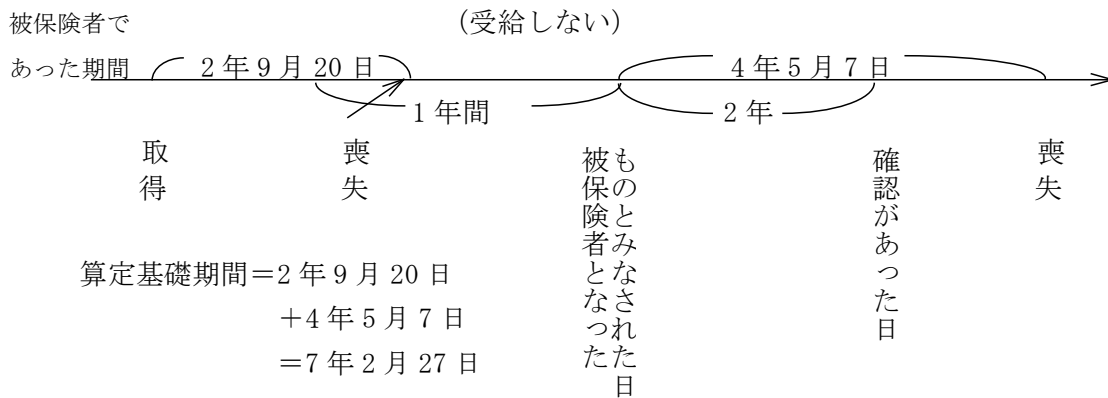 被保険者で
あった期間
(受給しない)
2年9月20日
4年5月7日
1年間
2年
取得
喪失
被保険者となった
ものとみなされた日
確認があった日
喪失
算定基礎期間＝2年9月20日
＋4年5月7日
＝7年2月27日